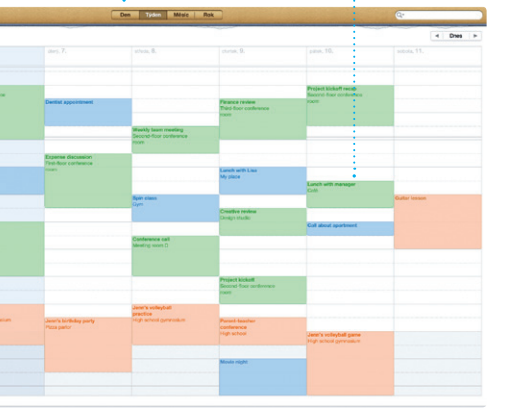 Den Týden Měsíc Rok
Dnes
úterý, 7.
středa, 8.
čtvrtek, 9.
pátek, 10.
sobota, 11.
Dentist appointment
Expense discussion
Third-floor conference
room
Jane's birthday party
Pizza parlor
Weekly team meeting
Second-floor conference
room
Spin class
Gym
Conference call
Jane's volleyball
practice
High school gymnasium
Finance review
Third-floor conference
room
Lunch with Lisa
My place
Creative review
Design studio
Project kickoff
Second-floor conference
room
Parent-teacher
conference
High school
Movie night
Project kickoff recap
Second-floor conference
room
Lunch with manager
Café
Call about apartment
Jane's volleyball game
High school gymnasium
Guitar lesson